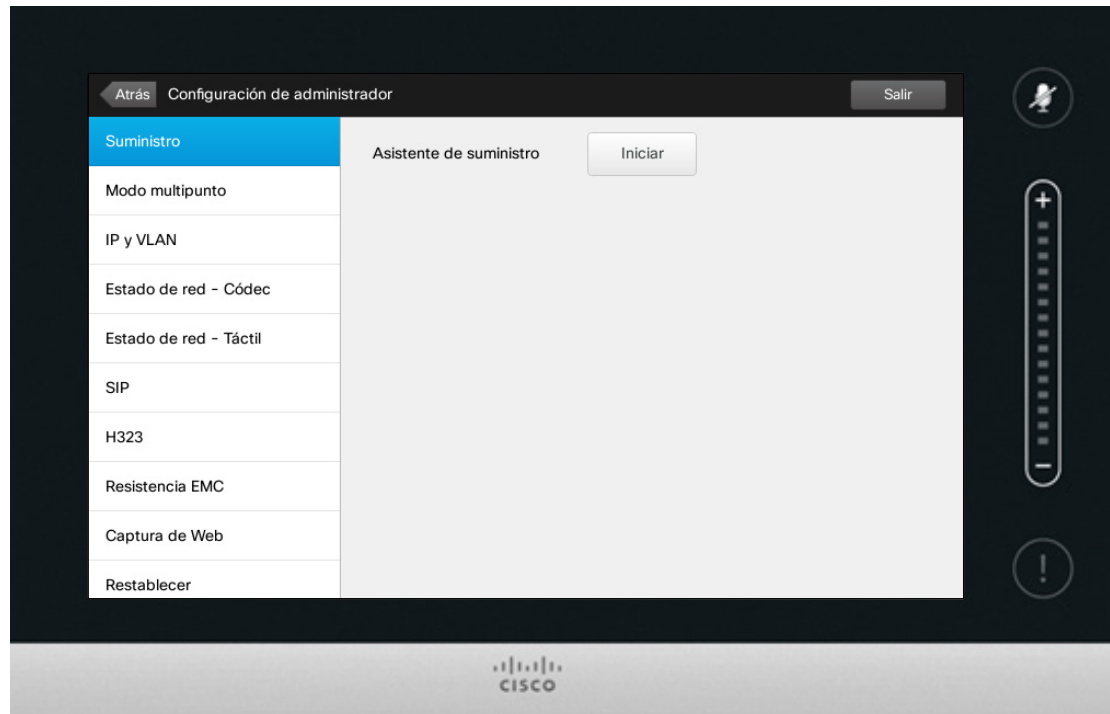 Atrás Configuración de administrador Salir
Suministro
Asistente de suministro Iniciar
Modo multipunto
IP y VLAN
Estado de red - Códec
Estado de red - Táctil
SIP
H323
Resistencia EMC
Captura de Web
Restablecer
+
−
!
CISCO